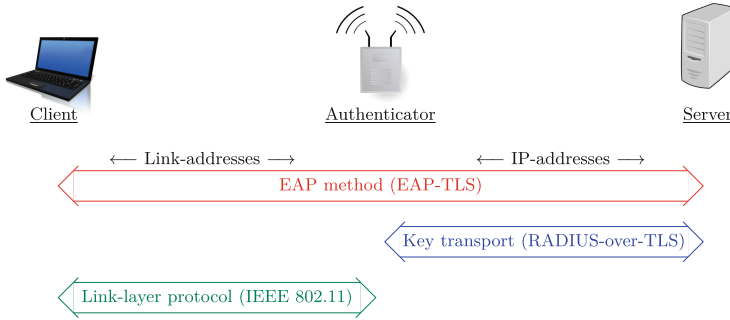 Client Authenticator Server
⟵ Link-addresses ⟶ ⟵ IP-addresses ⟶
EAP method (EAP-TLS)
Key transport (RADIUS-over-TLS)
Link-layer protocol (IEEE 802.11)